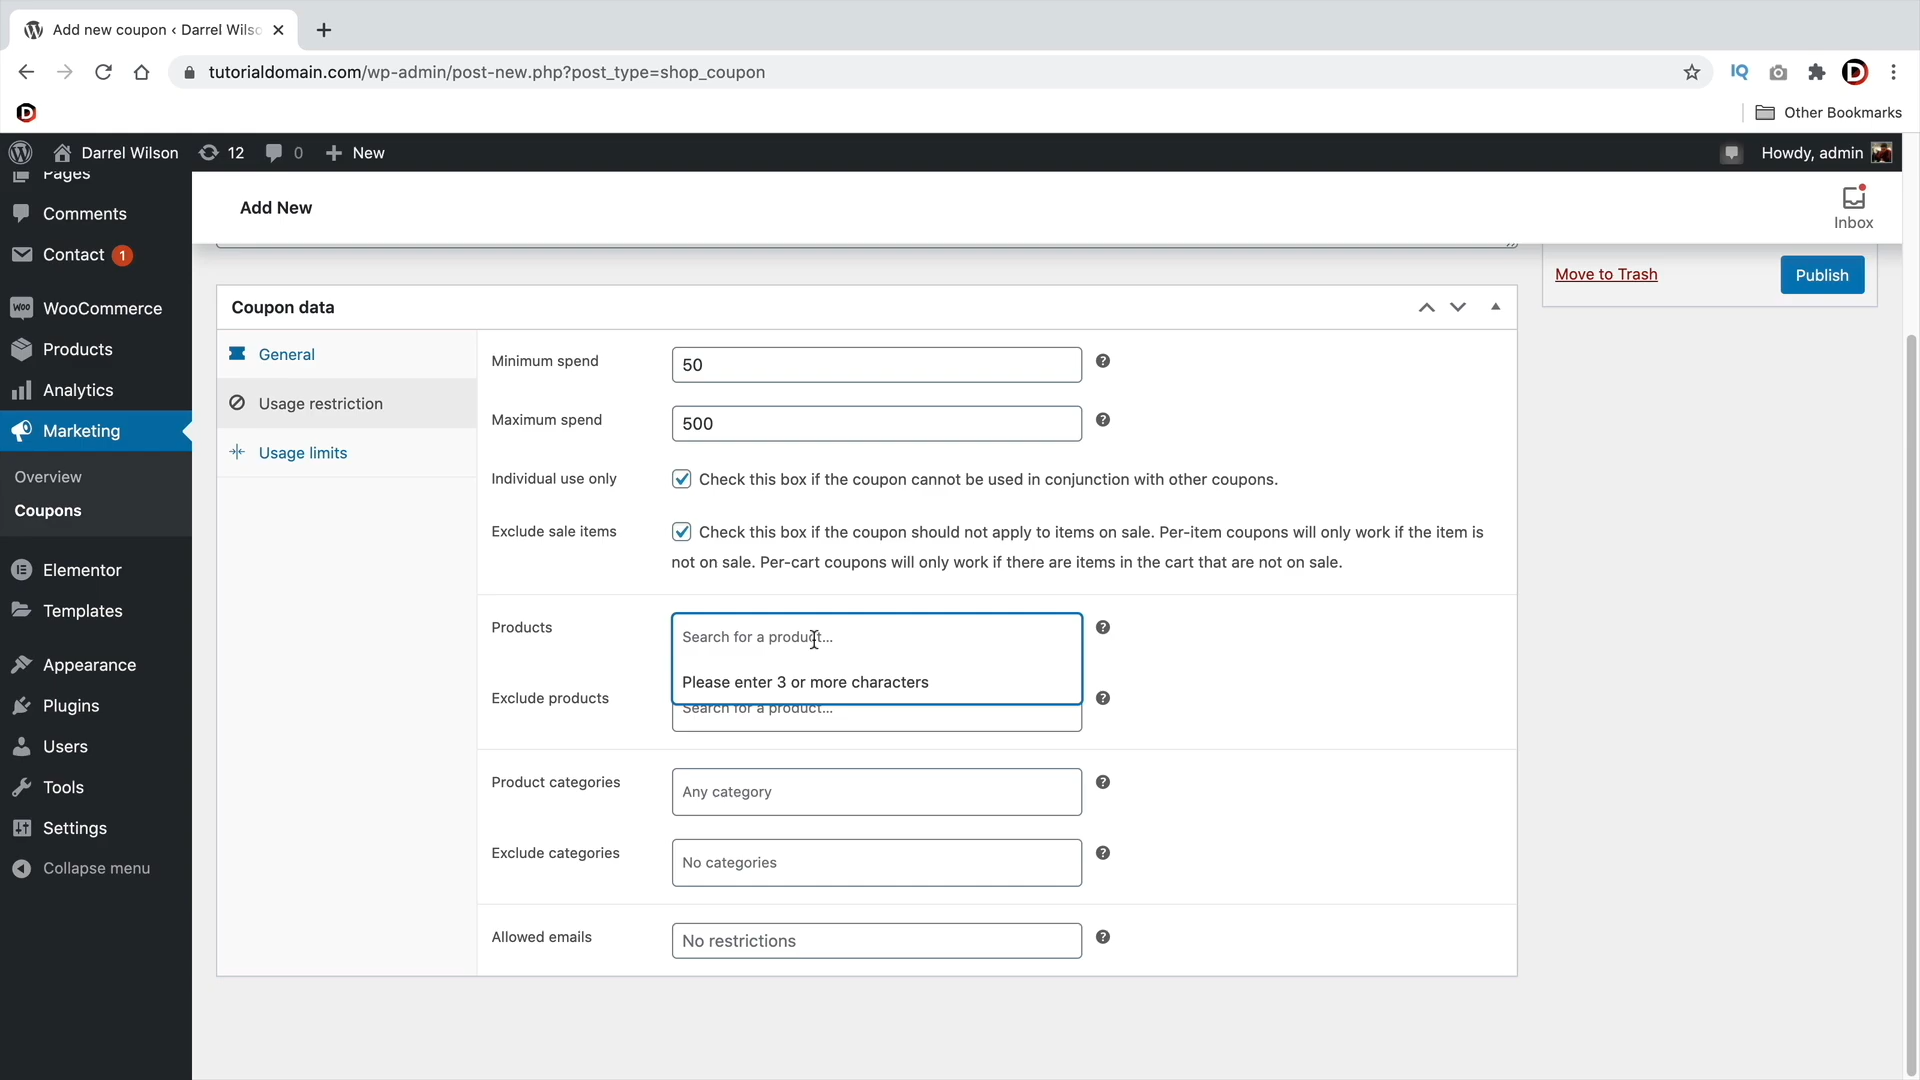 Add new coupon ‹ Darrel Wilso
tutorialdomain.com/wp-admin/post-new.php?post_type=shop_coupon
IQ
D
D
Other Bookmarks
Darrel Wilson
12
0
New
Howdy, admin
Pages
Comments
Contact 1
Woo WooCommerce
Products
Analytics
Marketing
Overview
Coupons
Elementor
Templates
Appearance
Plugins
Users
Tools
Settings
Collapse menu
Add New
Inbox
Move to Trash
Publish
Coupon data
General
Usage restriction
Usage limits
Minimum spend
50
Maximum spend
500
Individual use only
Check this box if the coupon cannot be used in conjunction with other coupons.
Exclude sale items
Check this box if the coupon should not apply to items on sale. Per-item coupons will only work if the item is
not on sale. Per-cart coupons will only work if there are items in the cart that are not on sale.
Products
Search for a product...
Please enter 3 or more characters
Exclude products
Search for a product...
Product categories
Any category
Exclude categories
No categories
Allowed emails
No restrictions